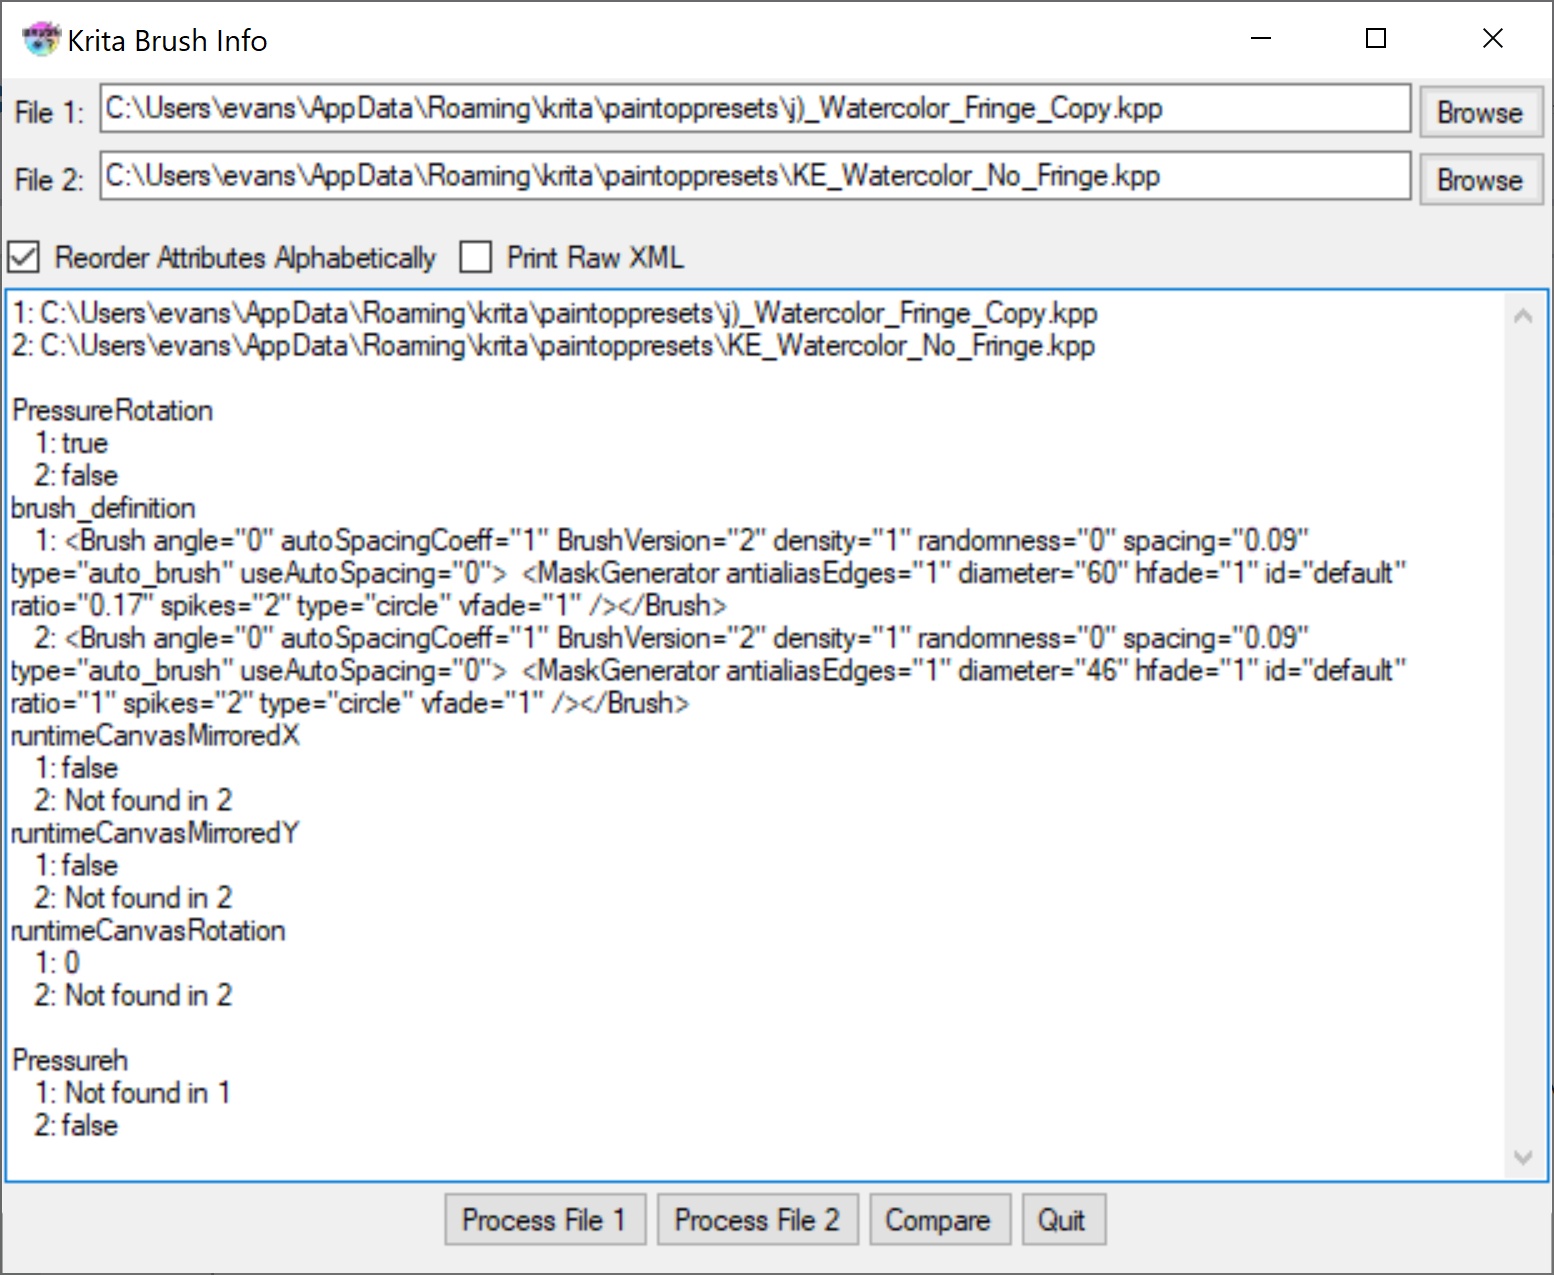 Krita Brush Info
File 1: C:\Users\evans\AppData\Roaming\krita\paintoppresets\j)_Watercolor_Fringe_Copy.kpp Browse
File 2: C:\Users\evans\AppData\Roaming\krita\paintoppresets\KE_Watercolor_No_Fringe.kpp Browse
Reorder Attributes Alphabetically Print Raw XML
1: C:\Users\evans\AppData\Roaming\krita\paintoppresets\j)_Watercolor_Fringe_Copy.kpp
2: C:\Users\evans\AppData\Roaming\krita\paintoppresets\KE_Watercolor_No_Fringe.kpp
PressureRotation
1: true
2: false
brush_definition
1: <Brush angle="0" autoSpacingCoeff="1" BrushVersion="2" density="1" randomness="0" spacing="0.09"
type="auto_brush" useAutoSpacing="0">  <MaskGenerator antialiasEdges="1" diameter="60" hfade="1" id="default"
ratio="0.17" spikes="2" type="circle" vfade="1" /></Brush>
2: <Brush angle="0" autoSpacingCoeff="1" BrushVersion="2" density="1" randomness="0" spacing="0.09"
type="auto_brush" useAutoSpacing="0">  <MaskGenerator antialiasEdges="1" diameter="46" hfade="1" id="default"
ratio="1" spikes="2" type="circle" vfade="1" /></Brush>
runtimeCanvasMirroredX
1: false
2: Not found in 2
runtimeCanvasMirroredY
1: false
2: Not found in 2
runtimeCanvasRotation
1: 0
2: Not found in 2
Pressureh
1: Not found in 1
2: false
Process File 1 Process File 2 Compare Quit